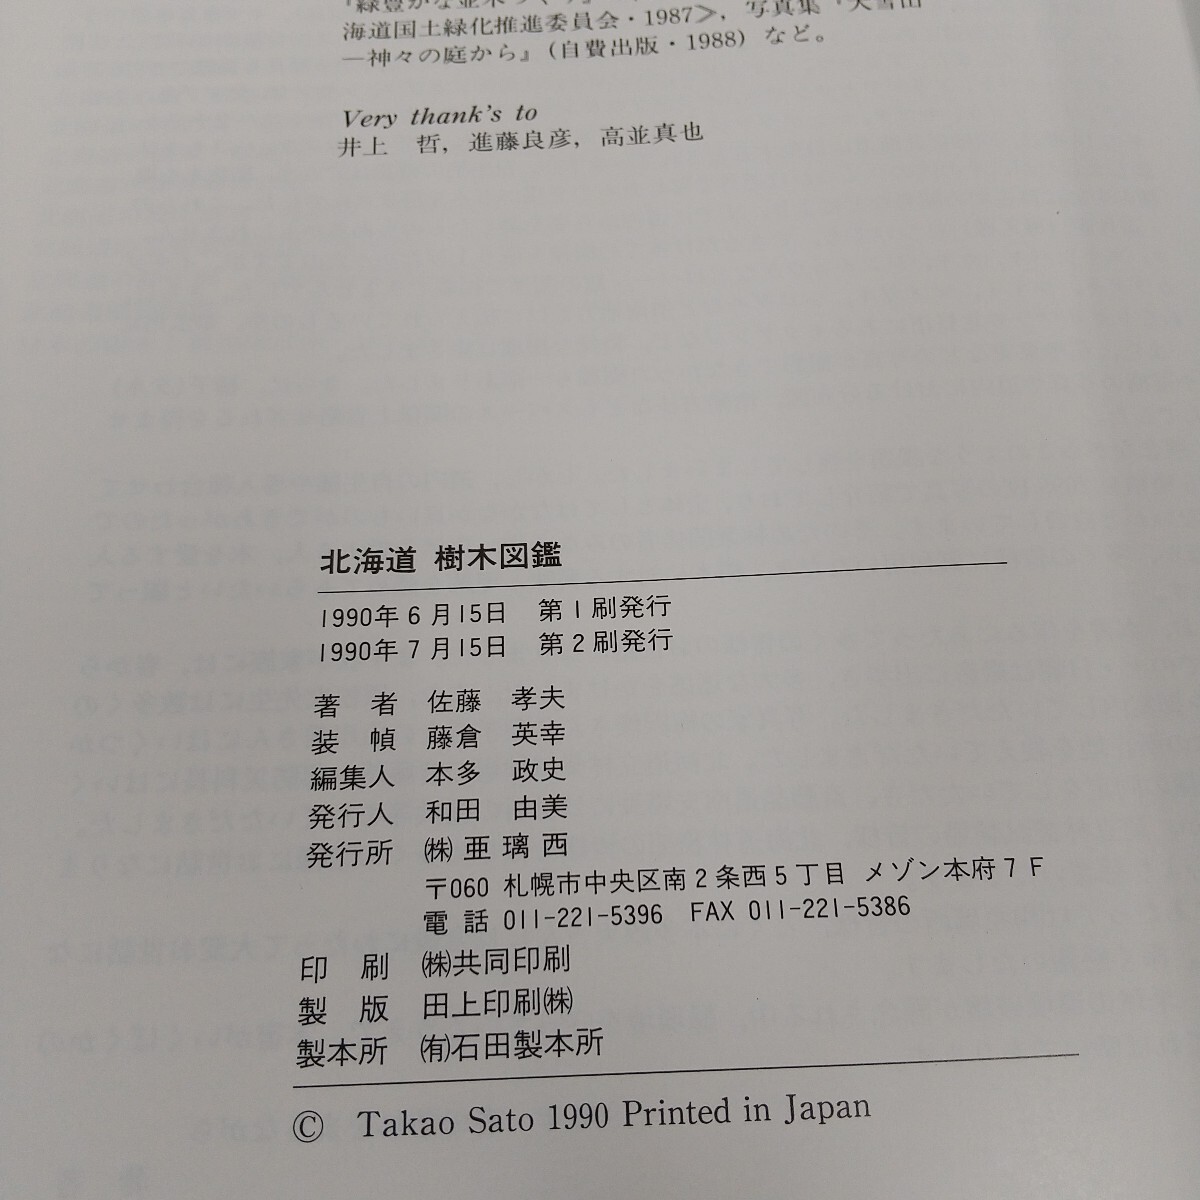 『緑豊かな並木づくり』
海道国土緑化推進委員会・1987＞，写真集『大雪山
―神々の庭から』（自費出版・1988）など。
Very thank's to
井上　哲，進藤良彦，高並真也
北海道 樹木図鑑
1990年6月15日　第1刷発行
1990年7月15日　第2刷発行
著　者　佐藤　孝夫
装　幀　藤倉　英幸
編集人　本多　政史
発行人　和田　由美
発行所　㈱亜璃西
〒060 札幌市中央区南2条西5丁目 メゾン本府7F
電話 011-221-5396　FAX 011-221-5386
印　刷　㈱共同印刷
製　版　田上印刷㈱
製本所　㈲石田製本所
© Takao Sato 1990 Printed in Japan